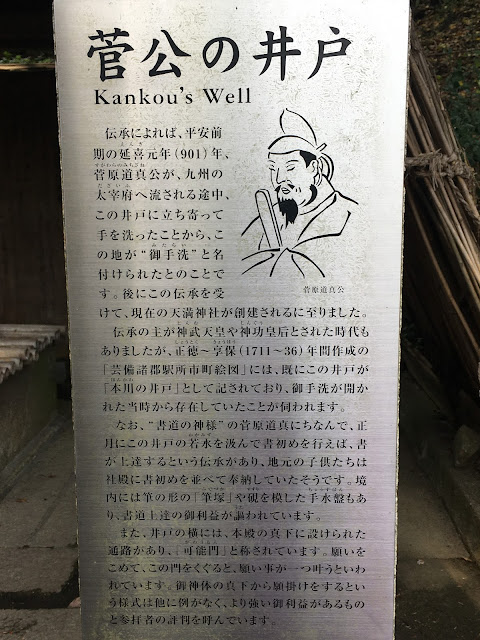 菅公の井戸
Kankou's Well
伝承によれば、平安前
期の延喜元年(901)年、
菅原道真公が、九州の
太宰府へ流される途中、
この井戸に立ち寄って
手を洗ったことから、こ
の地が“御手洗”と名
付けられたとのことで
す。後にこの伝承を受
けて、現在の天満神社が創建されるに至りました。
菅原道真公
伝承の主が神武天皇や神功皇后とされた時代も
ありましたが、正徳~享保(1711~36)年間作成の
「芸備諸郡駅所市町絵図」には、既にこの井戸が
「本川の井戸」として記されており、御手洗が開か
れた当時から存在していたことが伺われます。
なお、“書道の神様”の菅原道真にちなんで、正
月にこの井戸の若水を汲んで書初めを行えば、書
が上達するという伝承があり、地元の子供たちは
社殿に書初めを並べて奉納していたそうです。境
内には筆の形の「筆塚」や硯を模した手水盤もあ
り、書道上達の御利益が謳われています。
また、井戸の横には、本殿の真下に設けられた
通路があり、「可能門」と称されています。願いを
こめて、この門をくぐると、願い事が一つ叶うといわ
れています。御神体の真下から願掛けをするとい
う様式は他に例がなく、より強い御利益があるもの
と参拝者の評判を呼んでいます。